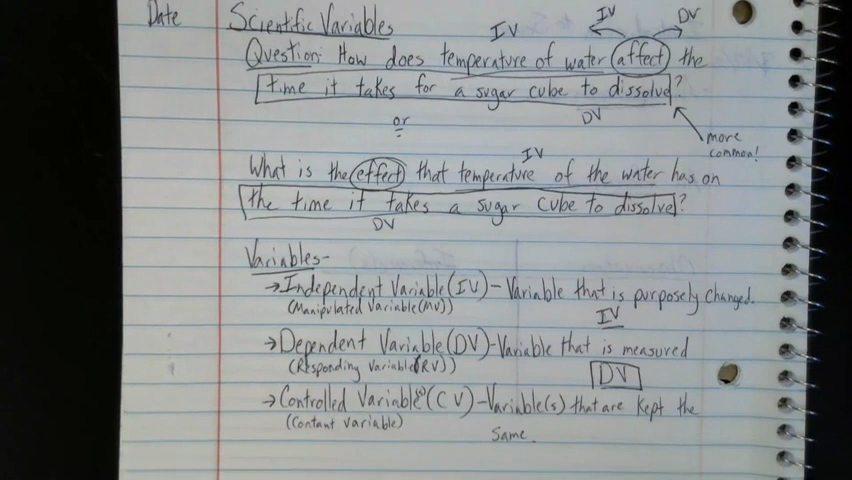 Date
Scientific Variables
IV
IV
DV
Question: How does temperature of water affect the
time it takes for a sugar cube to dissolve?
DV
or
more
common!
IV
What is the effect that temperature of the water has on
the time it takes a sugar cube to dissolve?
DV
Variables-
→Independent Variable(IV)-Variable that is purposely changed.
(Manipulated Variable(MV))
IV
→Dependent Variable(DV)-Variable that is measured
(Responding Variable(RV))
DV
→Controlled Variable(s)(CV)-Variable(s) that are kept the
(Contant Variable)
same.